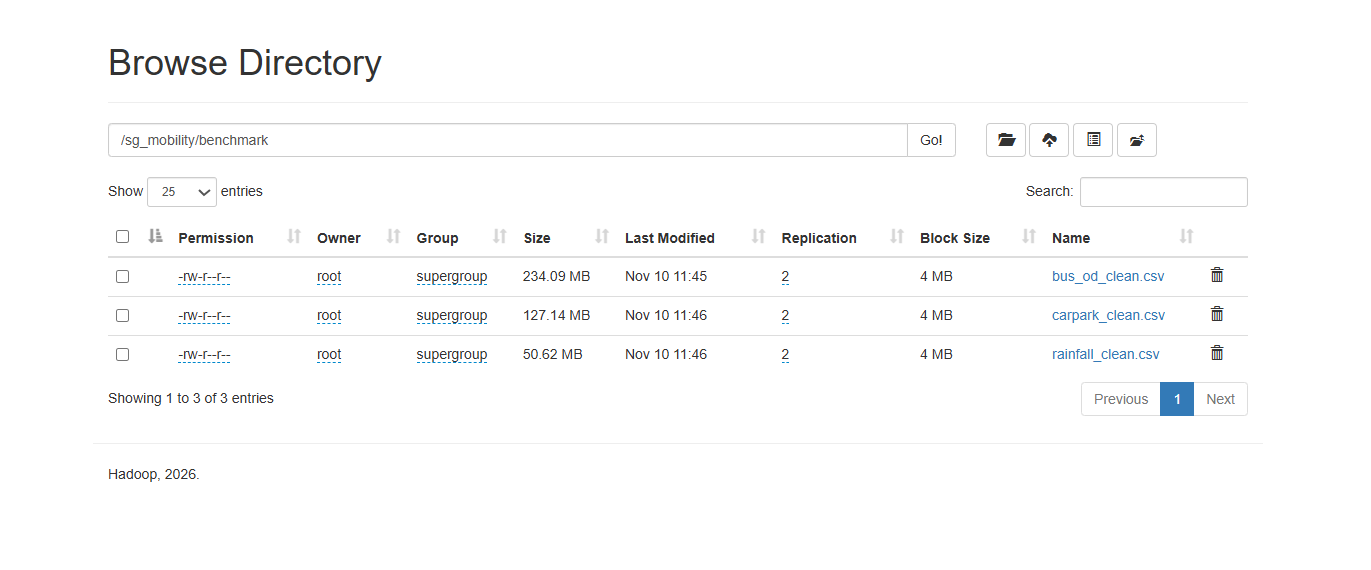 Browse Directory
/sg_mobility/benchmark Go!
Show 25 entries Search:
Permission Owner Group Size Last Modified Replication Block Size Name
-rw-r--r-- root supergroup 234.09 MB Nov 10 11:45 2 4 MB bus_od_clean.csv
-rw-r--r-- root supergroup 127.14 MB Nov 10 11:46 2 4 MB carpark_clean.csv
-rw-r--r-- root supergroup 50.62 MB Nov 10 11:46 2 4 MB rainfall_clean.csv
Showing 1 to 3 of 3 entries Previous 1 Next
Hadoop, 2026.